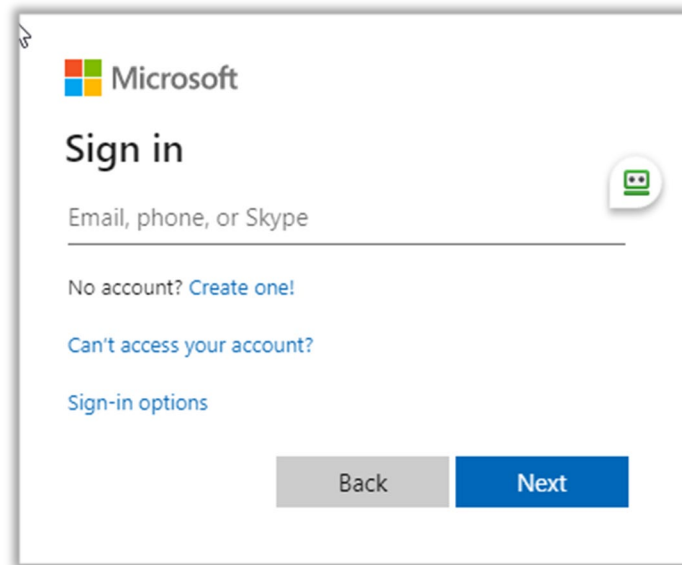 Microsoft
Sign in
Email, phone, or Skype
No account? Create one!
Can't access your account?
Sign-in options
Back Next